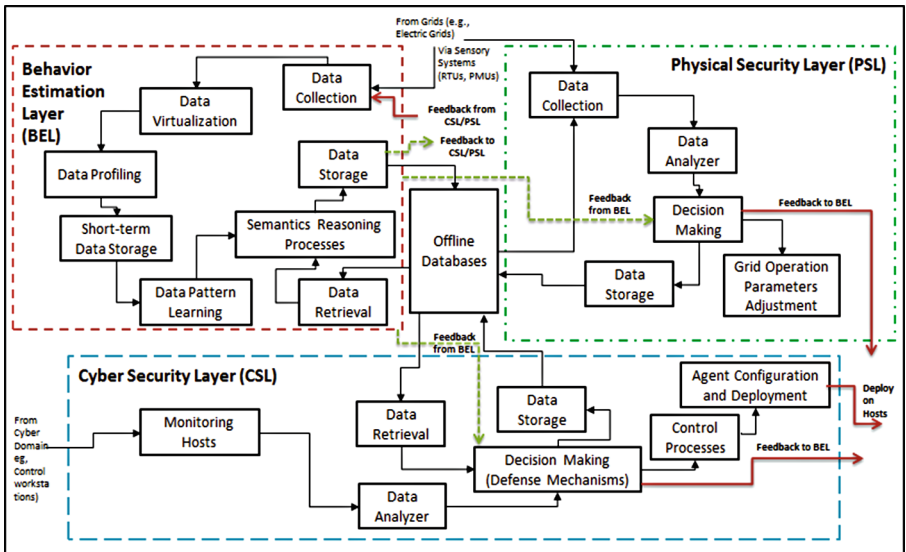 From Grids (e.g.,
Electric Grids)
Via Sensory
Systems
(RTUs, PMUs)
Behavior
Estimation
Layer
(BEL)
Data
Collection
Data
Virtualization
Feedback from
CSL/PSL
Feedback to
CSL/PSL
Data Profiling
Data
Storage
Short-term
Data Storage
Semantics Reasoning
Processes
Data Pattern
Learning
Data
Retrieval
Offline
Databases
Physical Security Layer (PSL)
Data
Collection
Data
Analyzer
Feedback
from BEL
Decision
Making
Feedback to BEL
Data
Storage
Grid Operation
Parameters
Adjustment
Feedback
from BEL
Cyber Security Layer (CSL)
From
Cyber
Domain
eg,
Control
worksta
tions)
Monitoring
Hosts
Data
Retrieval
Data
Storage
Agent Configuration
and Deployment
Deploy
on
Hosts
Control
Processes
Decision Making
(Defense Mechanisms)
Feedback to BEL
Data
Analyzer